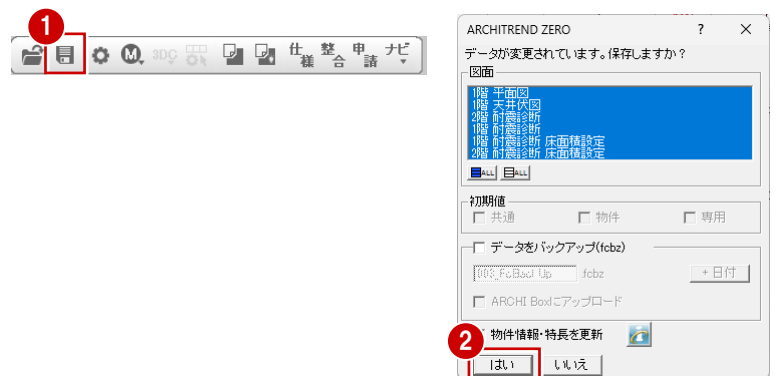 1
M
3DC
仕様
整合
申請
ナビ
ARCHITREND ZERO
?
×
データが変更されています。保存しますか?
図面
1階 平面図
1階 天井伏図
2階 耐震診断
1階 耐震診断
1階 耐震診断 床面積設定
2階 耐震診断 床面積設定
ALL
ALL
初期値
共通
物件
専用
データをバックアップ(fcbz)
fcbz
+日付
ARCHI Boxにアップロード
物件情報・特長を更新
2
はい
いいえ